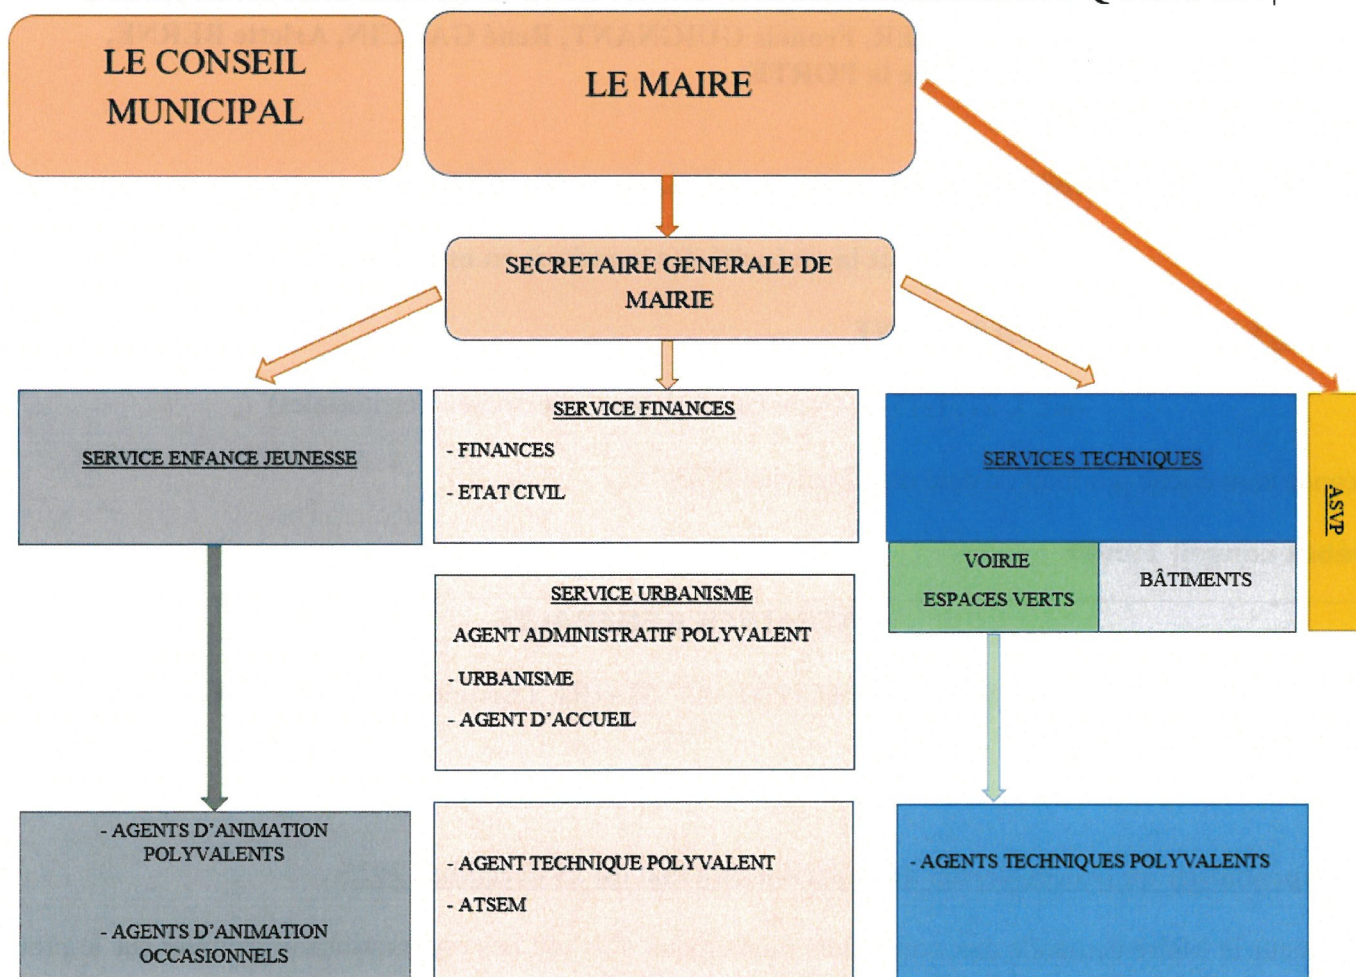 LE CONSEIL
MUNICIPAL
LE MAIRE
SECRETAIRE GENERALE DE
MAIRIE
SERVICE ENFANCE JEUNESSE
SERVICE FINANCES
- FINANCES
- ETAT CIVIL
SERVICES TECHNIQUES
ASVP
VOIRIE
ESPACES VERTS
BÂTIMENTS
SERVICE URBANISME
AGENT ADMINISTRATIF POLYVALENT
- URBANISME
- AGENT D'ACCUEIL
- AGENTS D'ANIMATION
POLYVALENTS
- AGENTS D'ANIMATION
OCCASIONNELS
- AGENT TECHNIQUE POLYVALENT
- ATSEM
- AGENTS TECHNIQUES POLYVALENTS